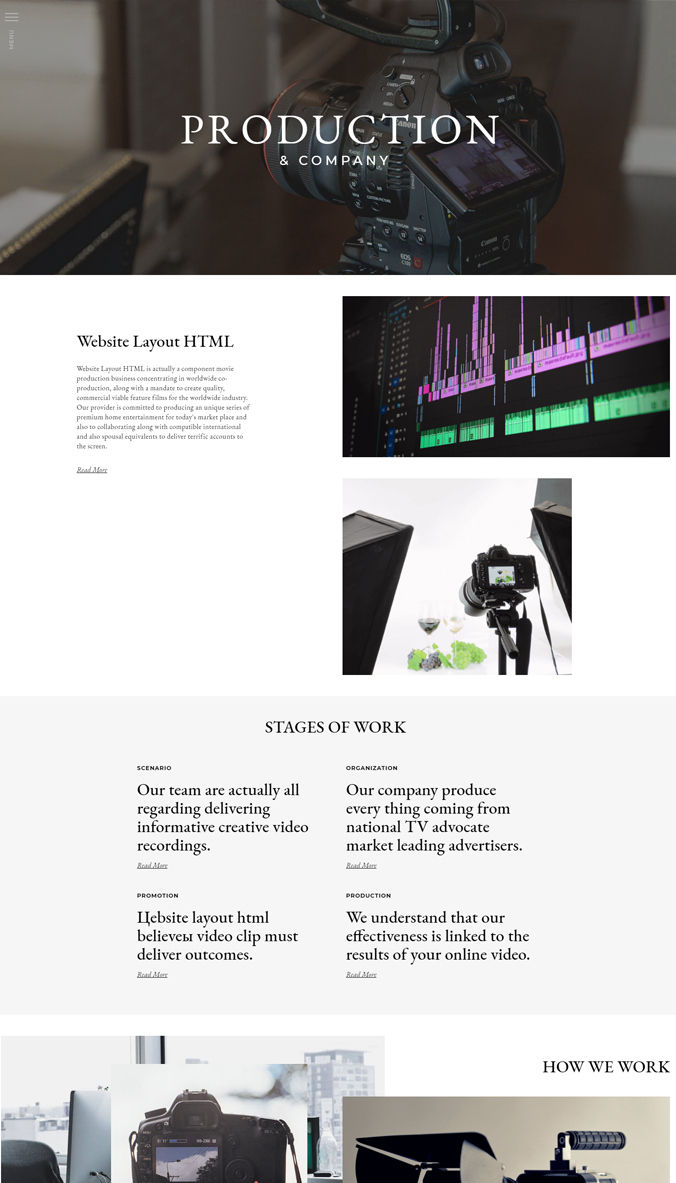 MENU
PRODUCTION
& COMPANY
Canon
Canon
EOS
C100
Website Layout HTML
Website Layout HTML is actually a component movie
production business concentrating in worldwide co-
production, along with a mandate to create quality,
commercial viable feature films for the worldwide industry.
Our provider is committed to producing an unique series of
premium home entertainment for today's market place and
also to collaborating along with compatible international
and also spousal equivalents to deliver terrific accounts to
the screen.
Read More
STAGES OF WORK
SCENARIO
Our team are actually all
regarding delivering
informative creative video
recordings.
Read More
ORGANIZATION
Our company produce
every thing coming from
national TV advocate
market leading advertisers.
Read More
PROMOTION
Цebsite layout html
believeы video clip must
deliver outcomes.
Read More
PRODUCTION
We understand that our
effectiveness is linked to the
results of your online video.
Read More
HOW WE WORK